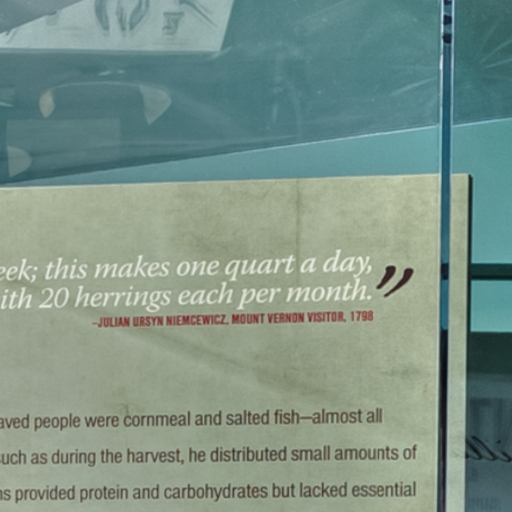 eek; this makes one quart a day,
ith 20 herrings each per month.”
–JULIAN URSYN NIEMCEWICZ, MOUNT VERNON VISITOR, 1798
aved people were cornmeal and salted fish—almost all
uch as during the harvest, he distributed small amounts of
ns provided protein and carbohydrates but lacked essential